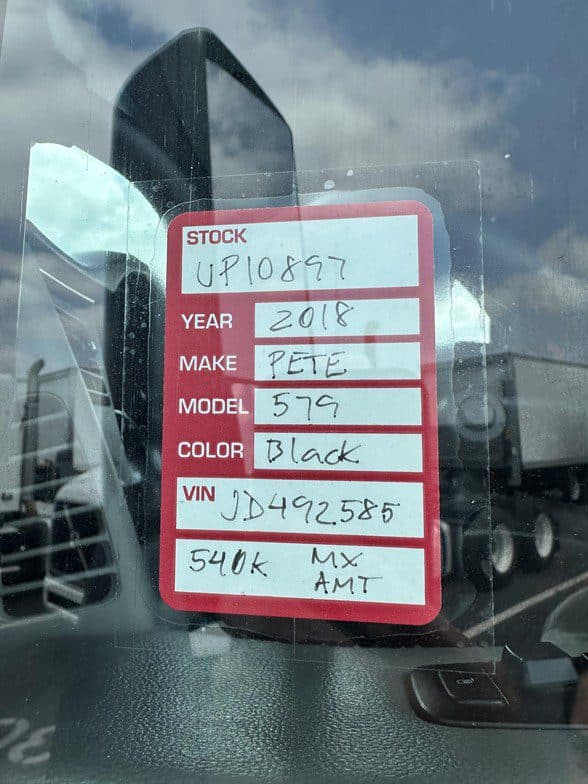 STOCK
UP10897
YEAR 2018
MAKE PETE
MODEL 579
COLOR Black
VIN JD492585
540K MX
AMT